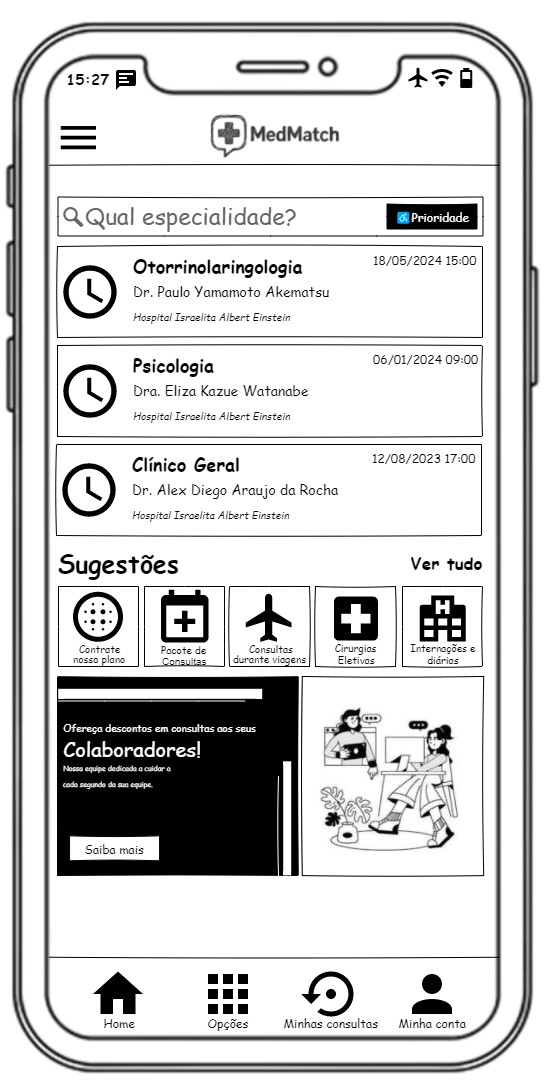 15:27
MedMatch
Qual especialidade?
Prioridade
Otorrinolaringologia
18/05/2024 15:00
Dr. Paulo Yamamoto Akematsu
Hospital Israelita Albert Einstein
Psicologia
06/01/2024 09:00
Dra. Eliza Kazue Watanabe
Hospital Israelita Albert Einstein
Clínico Geral
12/08/2023 17:00
Dr. Alex Diego Araujo da Rocha
Hospital Israelita Albert Einstein
Sugestões
Ver tudo
Contrate
nosso plano
Pacote de
Consultas
Consultas
durante viagens
Cirurgias
Eletivas
H
Internações e
diárias
Ofereça descontos em consultas aos seus
Colaboradores!
Nossa equipe dedicada a cuidar a
cada segundo da sua equipe.
Saiba mais
Home
Opções
Minhas consultas
Minha conta